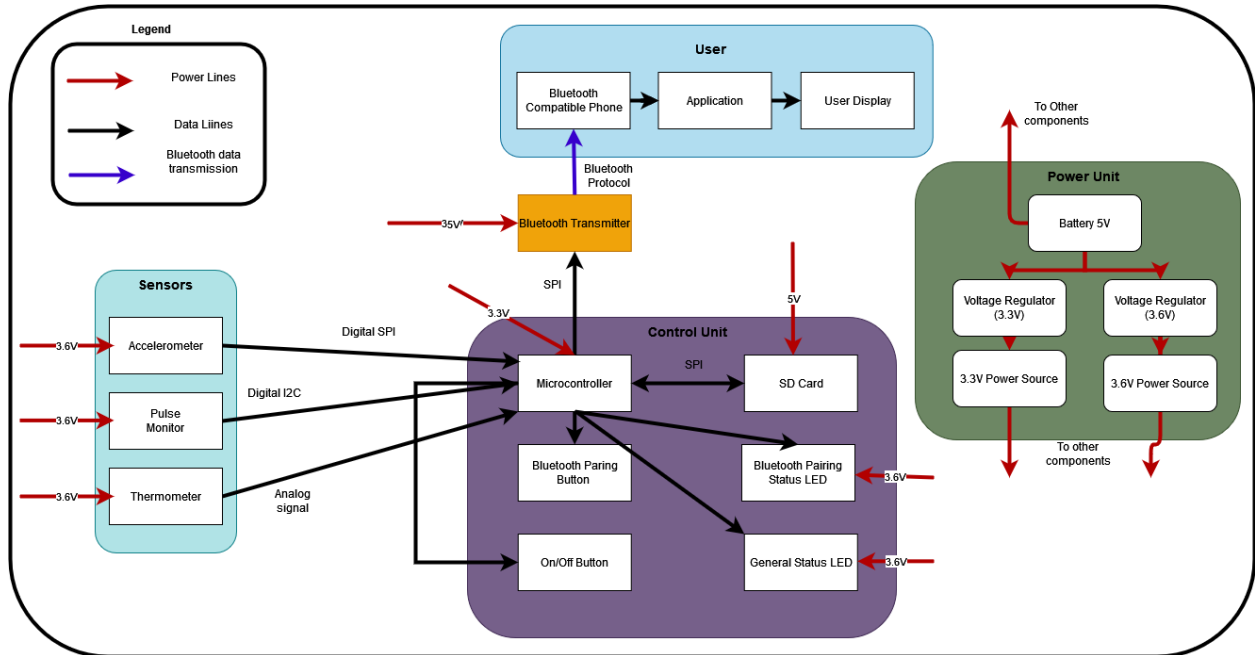 Legend
Power Lines
Data Liines
Bluetooth data
transmission
User
Bluetooth
Compatible Phone
Application
User Display
Bluetooth
Protocol
Bluetooth Transmitter
SPI
To Other
components
Power Unit
Battery 5V
Voltage Regulator
(3.3V)
Voltage Regulator
(3.6V)
3.3V Power Source
3.6V Power Source
To other
components
Sensors
3.6V
Accelerometer
3.6V
Pulse
Monitor
3.6V
Thermometer
Digital SPI
Digital I2C
Analog
signal
3.3V
5V
Control Unit
Microcontroller
SPI
SD Card
Bluetooth Paring
Button
Bluetooth Pairing
Status LED
3.6V
On/Off Button
General Status LED
3.6V